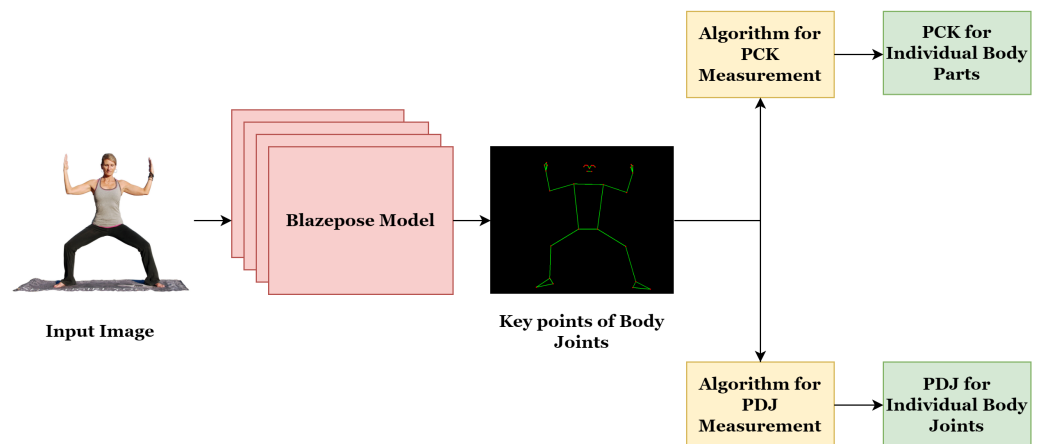 Input Image
Blazepose Model
Key points of Body
Joints
Algorithm for
PCK
Measurement
PCK for
Individual Body
Parts
Algorithm for
PDJ
Measurement
PDJ for
Individual Body
Joints